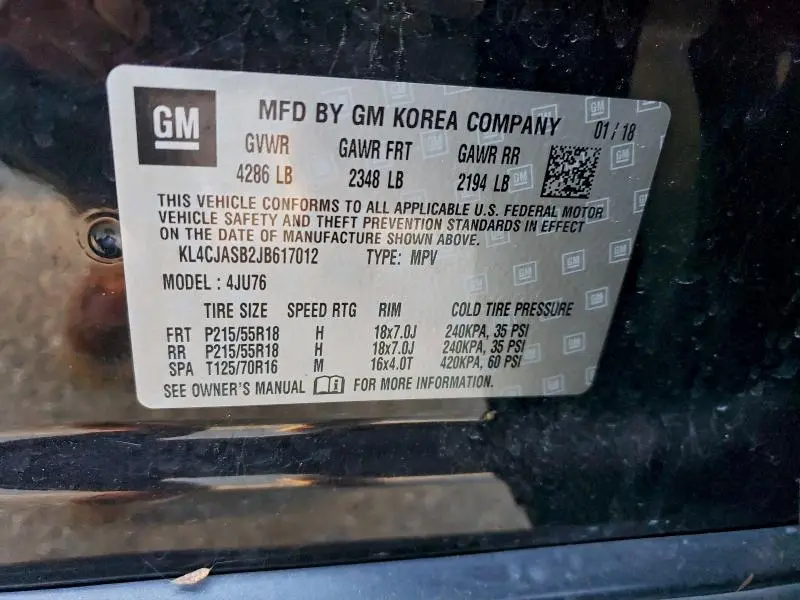 GM MFD BY GM KOREA COMPANY 01/18
GVWR GAWR FRT GAWR RR
4286 LB 2348 LB 2194 LB
THIS VEHICLE CONFORMS TO ALL APPLICABLE U.S. FEDERAL MOTOR
VEHICLE SAFETY AND THEFT PREVENTION STANDARDS IN EFFECT
ON THE DATE OF MANUFACTURE SHOWN ABOVE.
KL4CJASB2JB617012 TYPE: MPV
MODEL : 4JU76
TIRE SIZE SPEED RTG RIM COLD TIRE PRESSURE
FRT P215/55R18 H 18x7.0J 240KPA, 35 PSI
RR P215/55R18 H 18x7.0J 240KPA, 35 PSI
SPA T125/70R16 M 16x4.0T 420KPA, 60 PSI
SEE OWNER'S MANUAL FOR MORE INFORMATION.